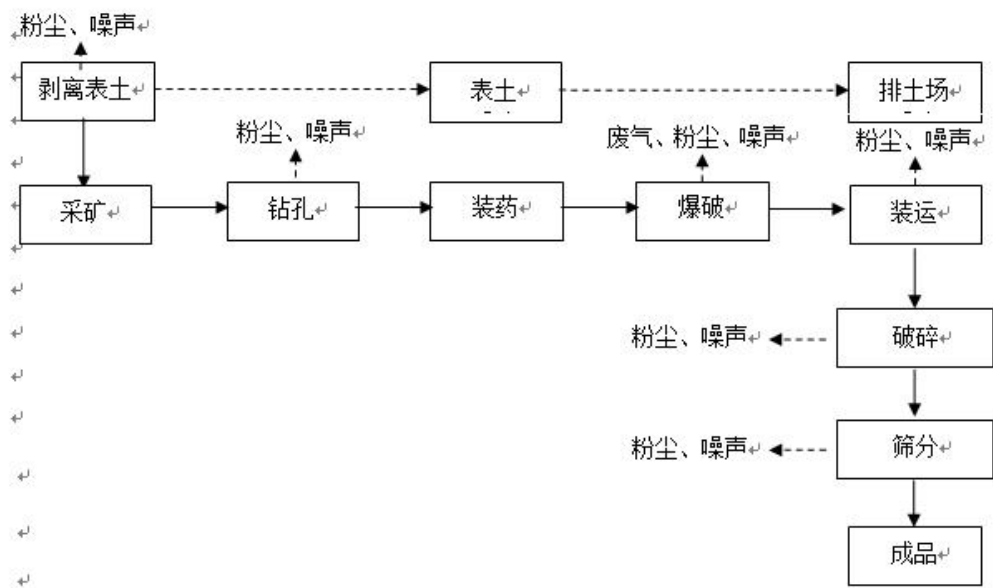 粉尘、噪声
剥离表土
表土
排土场
粉尘、噪声
废气、粉尘、噪声
粉尘、噪声
采矿
钻孔
装药
爆破
装运
粉尘、噪声
破碎
粉尘、噪声
筛分
成品